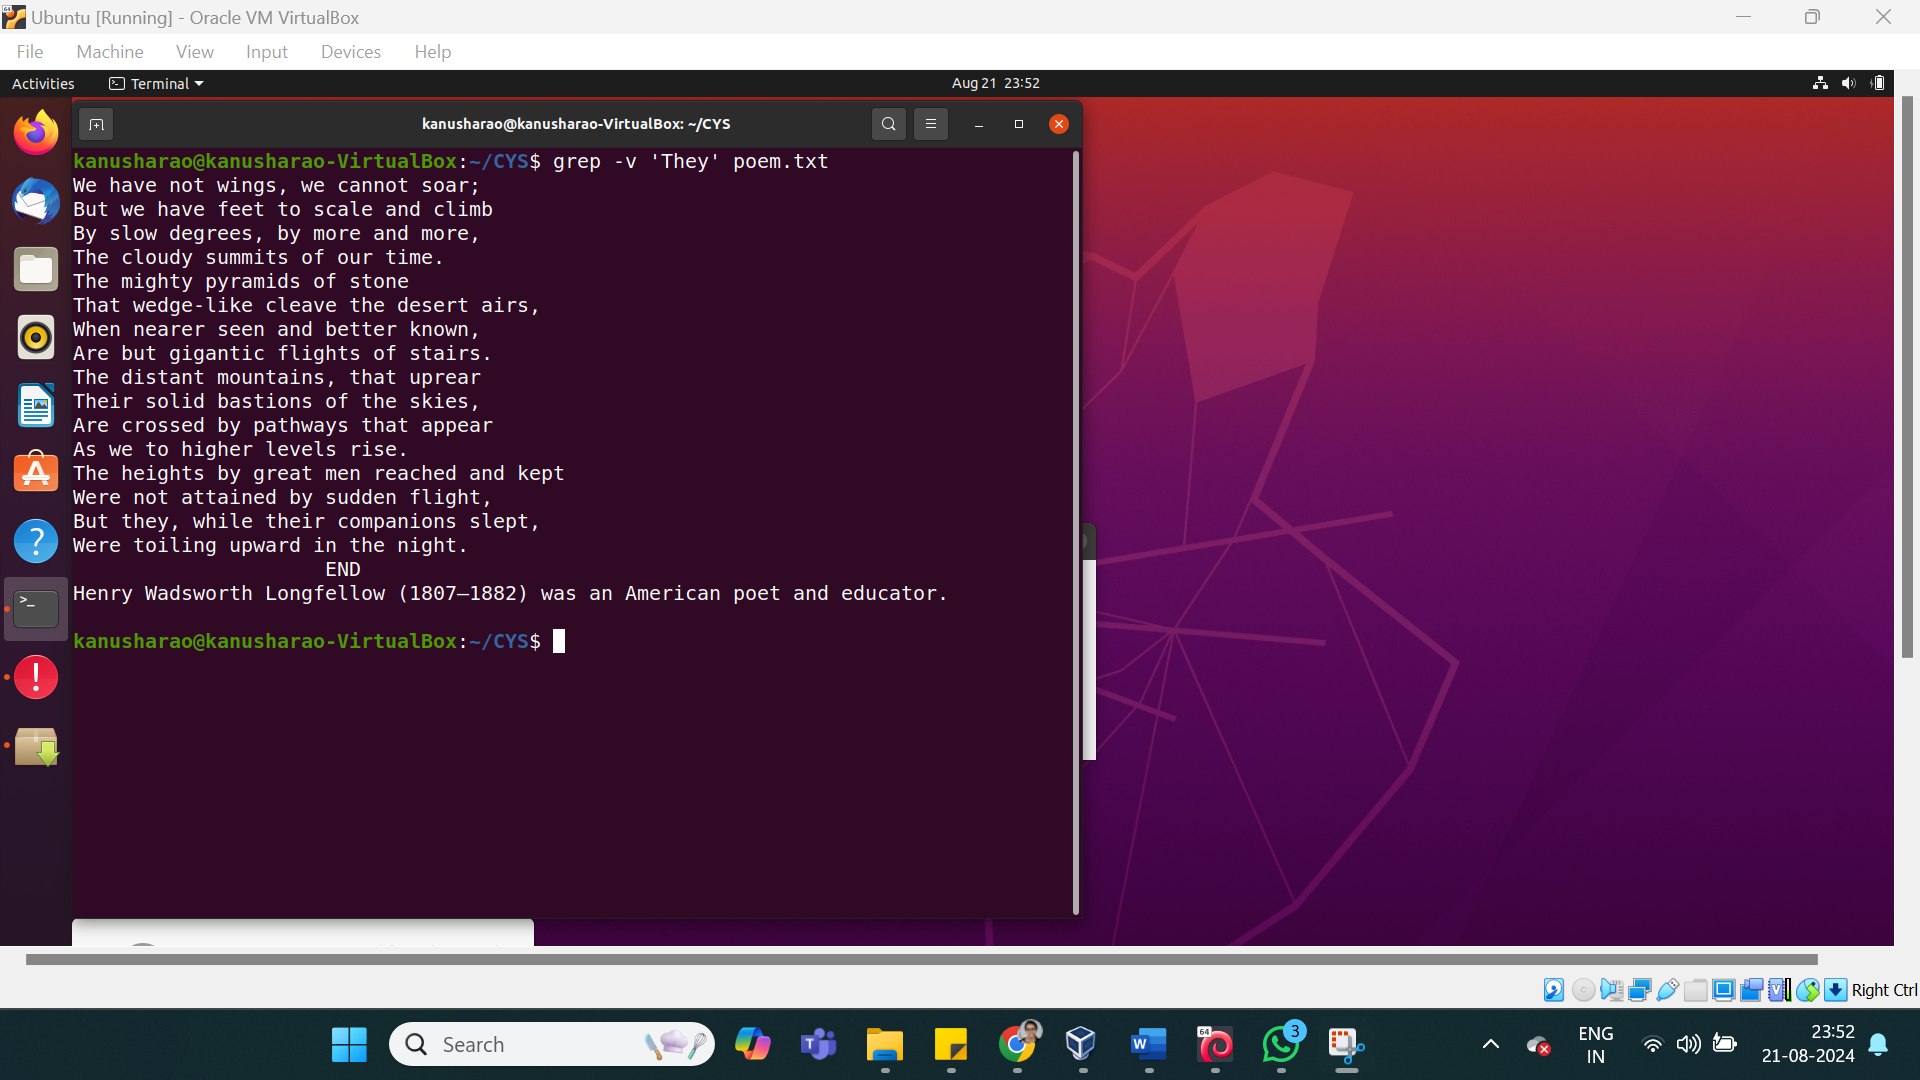 Ubuntu [Running] - Oracle VM VirtualBox
File Machine View Input Devices Help
Activities Terminal Aug 21 23:52
kanusharao@kanusharao-VirtualBox: ~/CYS
kanusharao@kanusharao-VirtualBox:~/CYS$ grep -v 'They' poem.txt
We have not wings, we cannot soar;
But we have feet to scale and climb
By slow degrees, by more and more,
The cloudy summits of our time.
The mighty pyramids of stone
That wedge-like cleave the desert airs,
When nearer seen and better known,
Are but gigantic flights of stairs.
The distant mountains, that uprear
Their solid bastions of the skies,
Are crossed by pathways that appear
As we to higher levels rise.
The heights by great men reached and kept
Were not attained by sudden flight,
But they, while their companions slept,
Were toiling upward in the night.
END
Henry Wadsworth Longfellow (1807–1882) was an American poet and educator.
kanusharao@kanusharao-VirtualBox:~/CYS$
Right Ctrl
Search
64
3
ENG
IN
23:52
21-08-2024